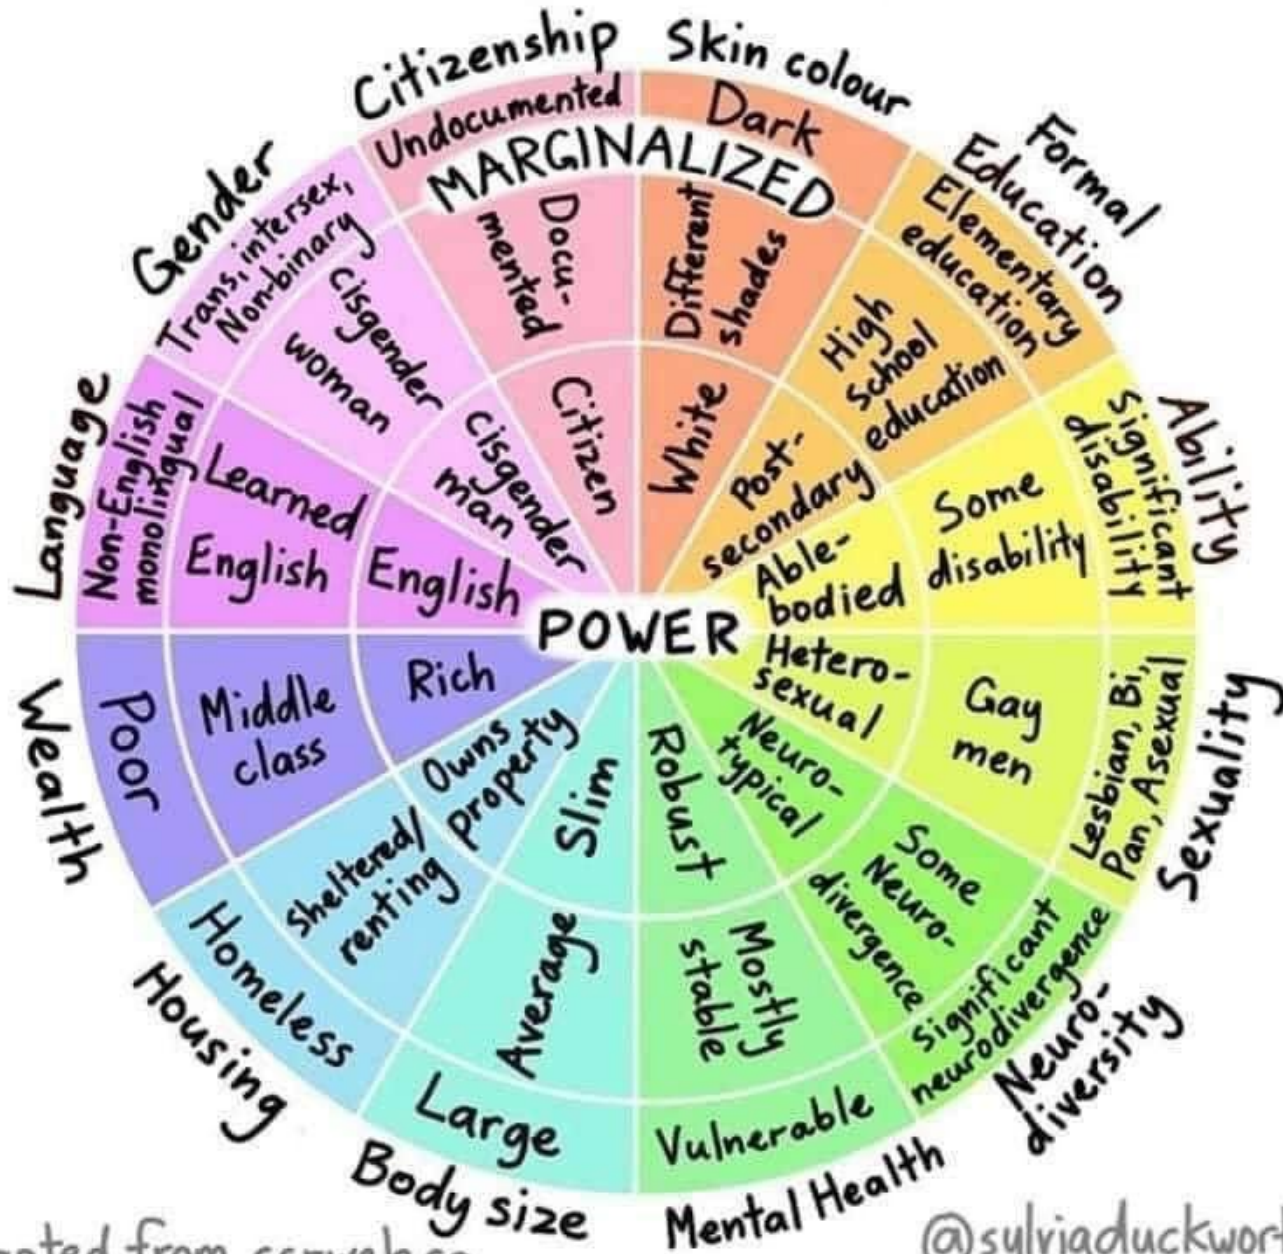 Citizenship
Undocumented
Docu-
mented
Citizen
Skin colour
Dark
Different
shades
White
Formal
Education
Elementary
education
High
school
education
Post-
secondary
Ability
Significant
disability
Some
disability
Able-
bodied
Sexuality
Lesbian, Bi,
Pan, Asexual
Gay
men
Hetero-
sexual
Neuro-
diversity
Significant
neurodivergence
Some
Neuro-
divergence
Neuro-
typical
Mental Health
Vulnerable
Mostly
stable
Robust
Body size
Large
Average
Slim
Housing
Homeless
Sheltered/
renting
Owns
property
Wealth
Poor
Middle
class
Rich
Language
Non-English
monolingual
Learned
English
English
Gender
Trans, intersex,
Non-binary
cisgender
woman
cisgender
man
MARGINALIZED
POWER
from
@sylviaduckwor